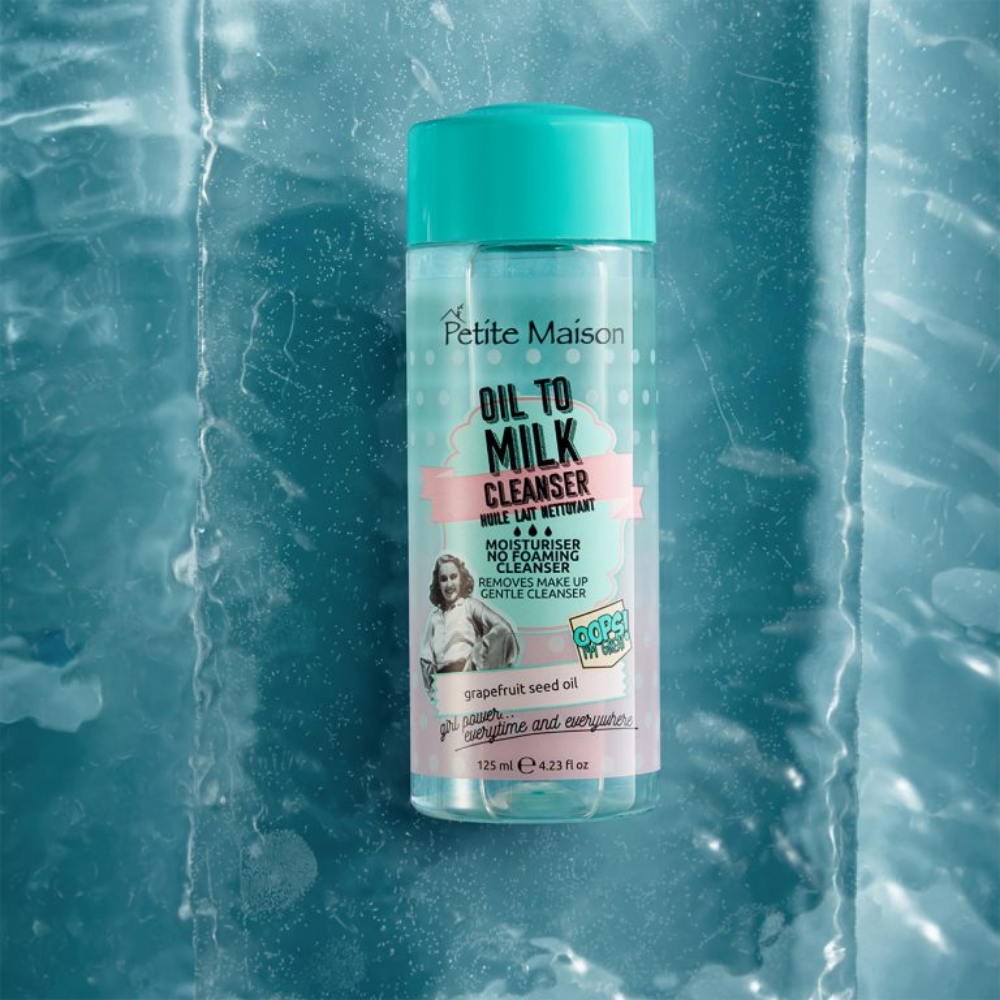 Petite Maison
OIL TO
MILK
CLEANSER
HUILE LAIT NETTOYANT
MOISTURISER
NO FOAMING
CLEANSER
REMOVES MAKE UP
GENTLE CLEANSER
OOPS!
grapefruit seed oil
girl power...
everytime and everywhere
125 ml e 4.23 fl oz